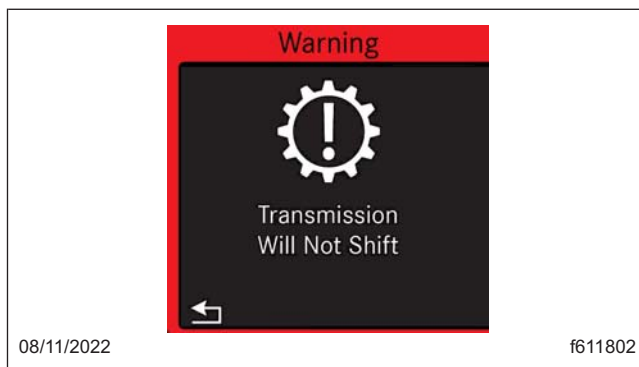 Warning
Transmission
Will Not Shift
08/11/2022
f611802